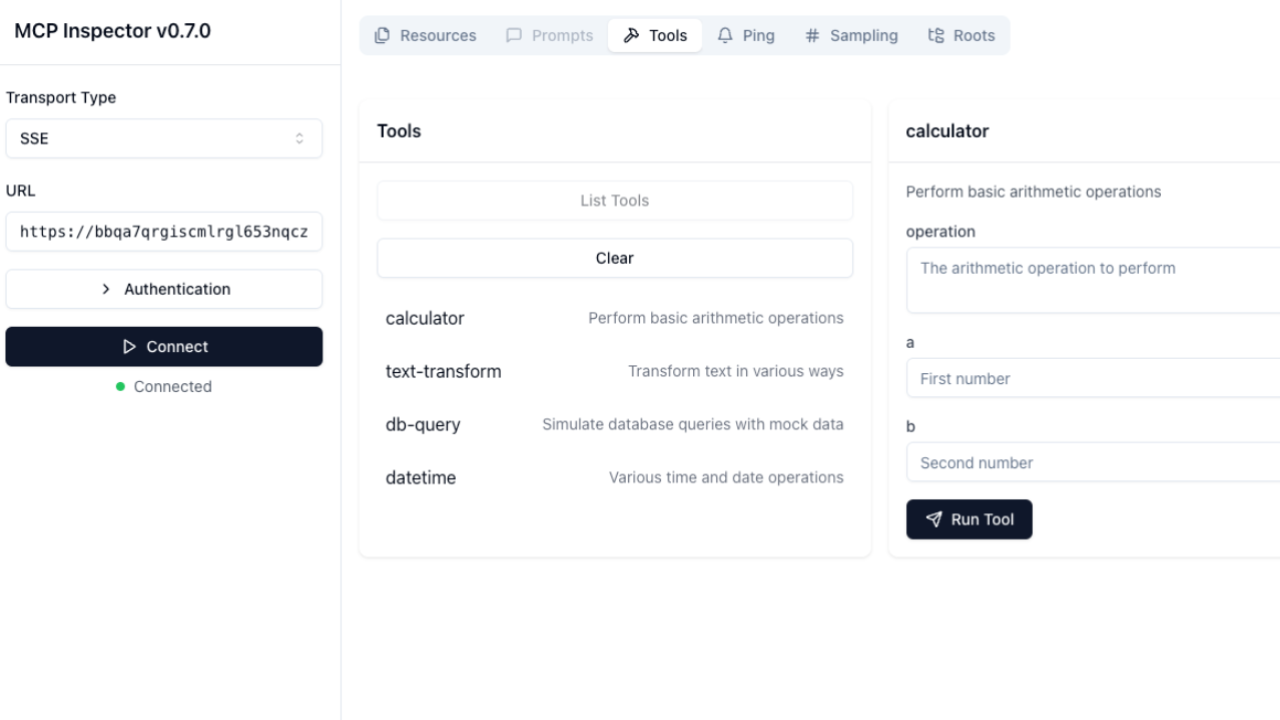 MCP Inspector v0.7.0
Transport Type
SSE
URL
https://bbqa7qrgiscmlrgl653nqcz
Authentication
Connect
Connected
Resources Prompts Tools Ping Sampling Roots
Tools
List Tools
Clear
calculator Perform basic arithmetic operations
text-transform Transform text in various ways
db-query Simulate database queries with mock data
datetime Various time and date operations
calculator
Perform basic arithmetic operations
operation
The arithmetic operation to perform
a
First number
b
Second number
Run Tool